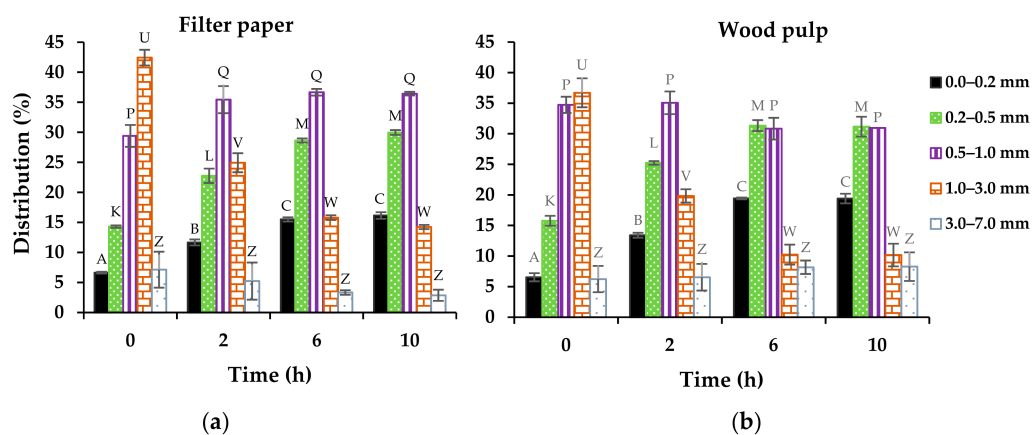 Filter paper
Distribution (%)
45
40
35
30
25
20
15
10
5
0
A K P U Z
B L Q V Z
C M Q W Z
C M Q W Z
0 2 6 10
Time (h)
(a)
Wood pulp
45
40
35
30
25
20
15
10
5
0
A K P U Z
B L P V Z
C M P W Z
C M P W Z
0 2 6 10
Time (h)
(b)
0.0–0.2 mm
0.2–0.5 mm
0.5–1.0 mm
1.0–3.0 mm
3.0–7.0 mm